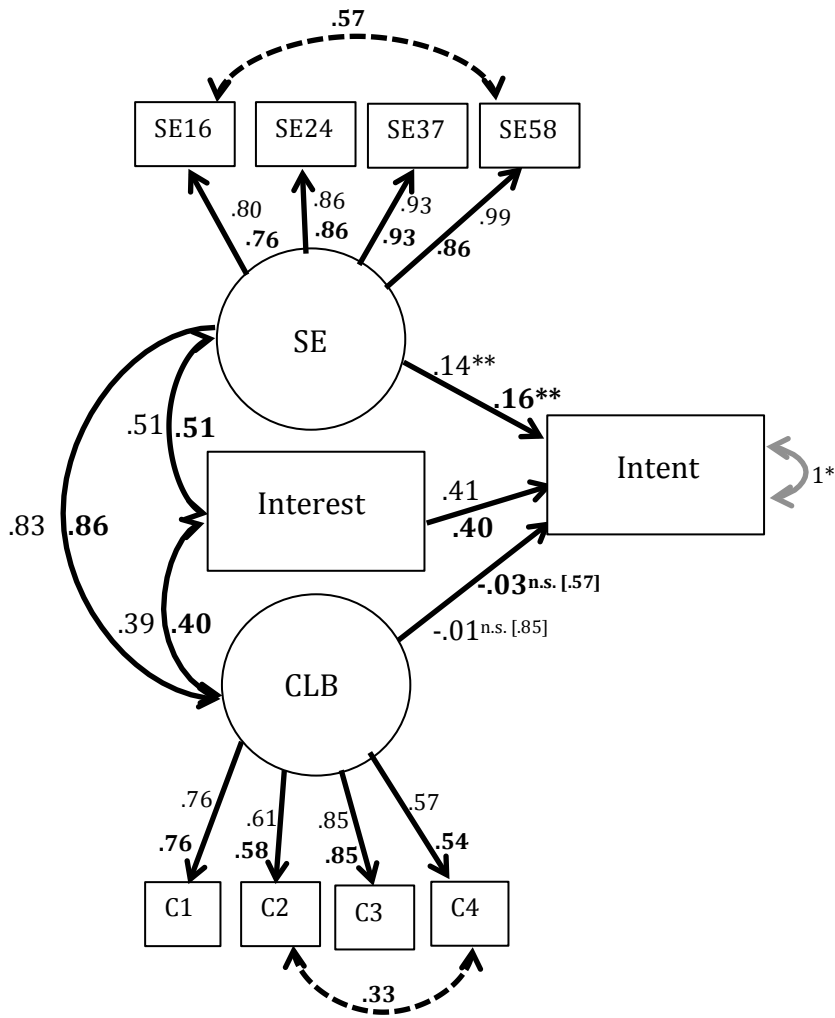 .57
SE16 SE24 SE37 SE58
.80 .86 .93 .99
.76 .86 .93 .86
SE
.14**
.16**
.51 .51
Intent
1*
Interest
.41
.40
.83 .86
-.03n.s. [.57]
.39 .40
-.01n.s [.85]
CLB
.76 .61 .85 .57
.76 .58 .85 .54
C1 C2 C3 C4
.33